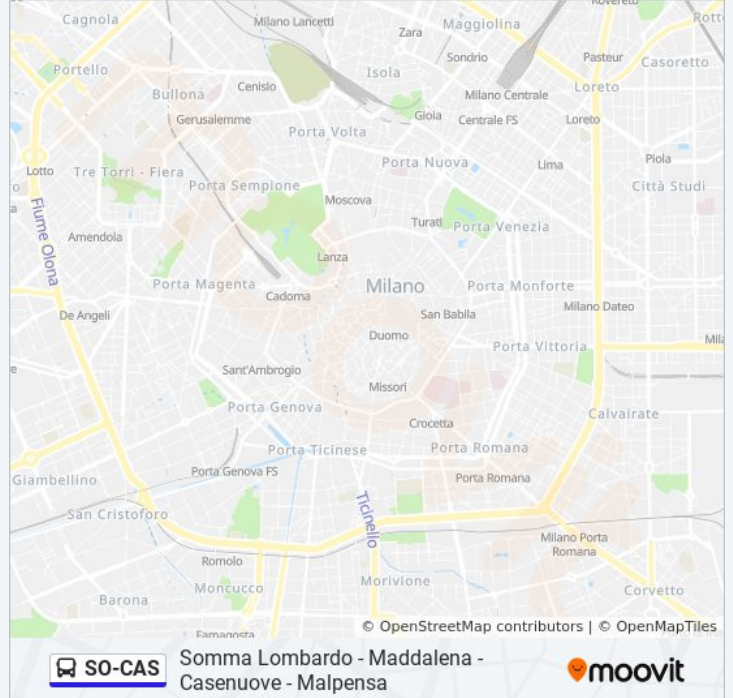 Rovereto
Cagnola
Milano Lancetti
Zara
Maggiolina
Rott
Portello
Isola
Sondrio
Pasteur
Casoretto
Bullona
Cenisio
Milano Centrale
Loreto
Gerusalemme
Porta Volta
Gioia
Centrale FS
Loreto
Lotto
Tre Torri - Fiera
Porta Nuova
Lima
Piola
o
Porta Sempione
Città Studi
a
Moscova
Fiume Olona
Amendola
Turati
Porta Venezia
Lanza
Porta Magenta
Cadorna
Milano
Porta Monforte
De Angeli
San Babila
Milano Dateo
Duomo
Porta Vittoria
Mila
e
Sant'Ambrogio
Missori
Porta Genova
Crocetta
Calvairate
Porta Ticinese
Porta Romana
Giambellino
Porta Genova FS
Porta Romana
San Cristoforo
Ticinello
Milano Porta
Romana
Romolo
Moncucco
Morivione
Corvetto
Barona
Famagosta
© OpenStreetMap contributors | © OpenMapTiles
SO-CAS
Somma Lombardo - Maddalena -
Casenuove - Malpensa
moovit